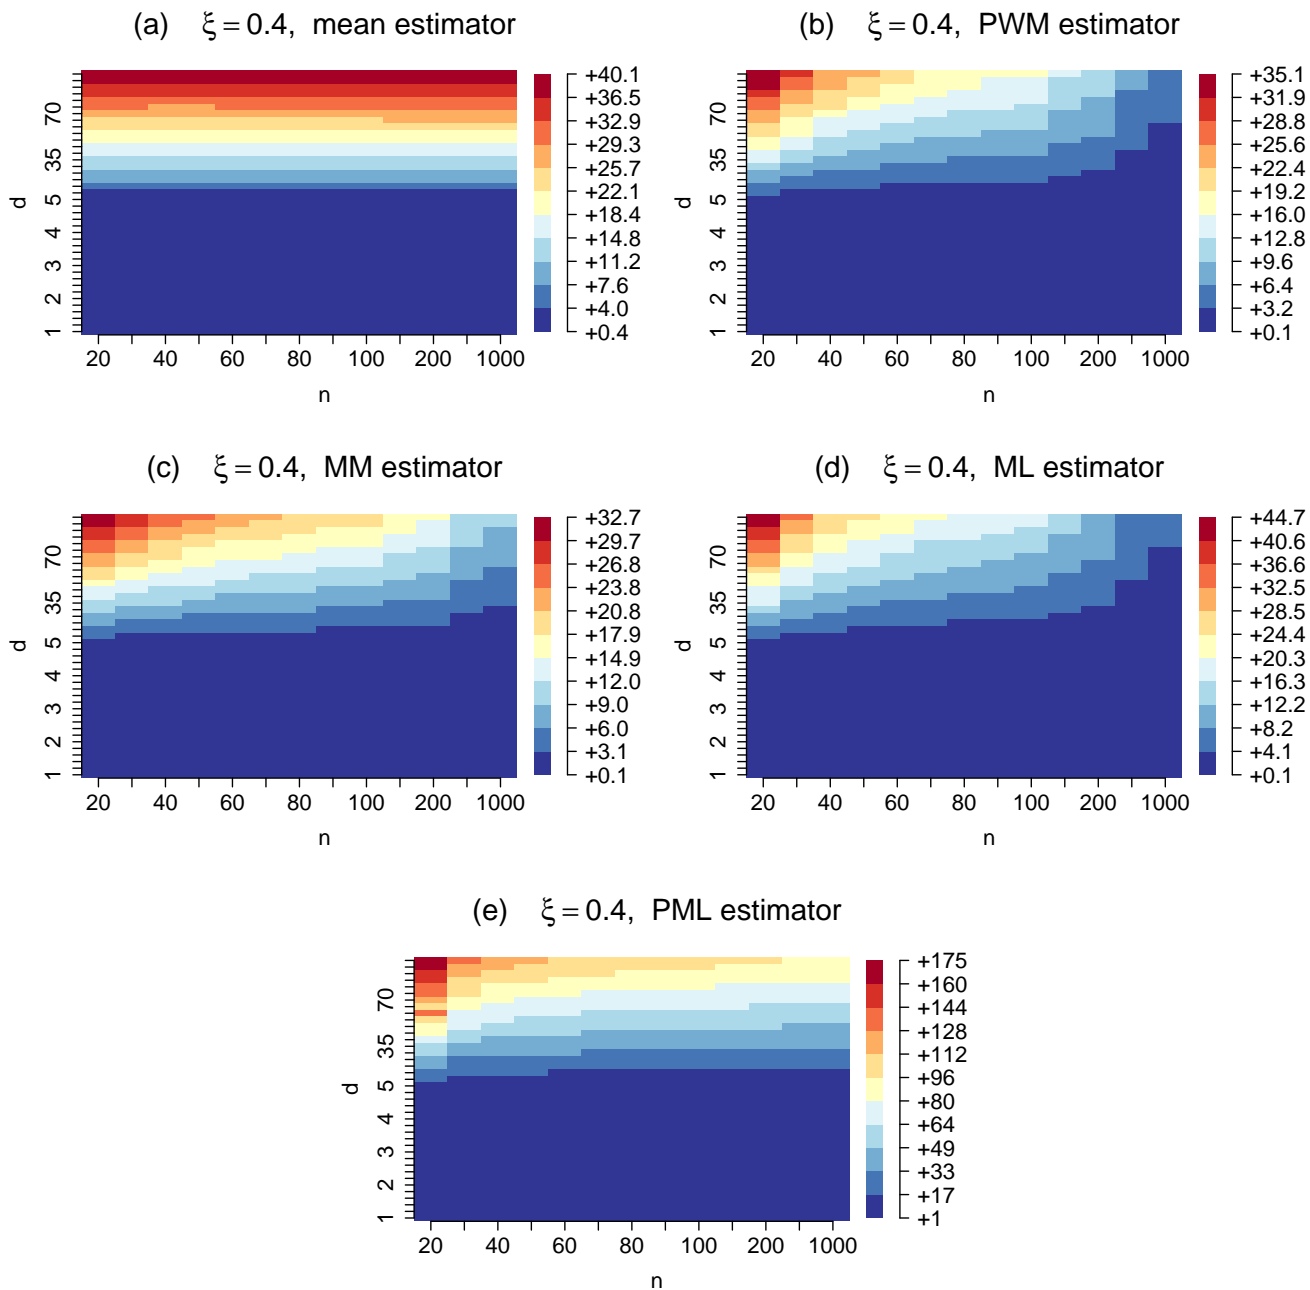 (a) ξ = 0.4, mean estimator
(b) ξ = 0.4, PWM estimator
d
1 2 3 4 5 35 70
20 40 60 80 100 200 1000
n
+40.1
+36.5
+32.9
+29.3
+25.7
+22.1
+18.4
+14.8
+11.2
+7.6
+4.0
+0.4
d
1 2 3 4 5 35 70
20 40 60 80 100 200 1000
n
+35.1
+31.9
+28.8
+25.6
+22.4
+19.2
+16.0
+12.8
+9.6
+6.4
+3.2
+0.1
(c) ξ = 0.4, MM estimator
(d) ξ = 0.4, ML estimator
d
1 2 3 4 5 35 70
20 40 60 80 100 200 1000
n
+32.7
+29.7
+26.8
+23.8
+20.8
+17.9
+14.9
+12.0
+9.0
+6.0
+3.1
+0.1
d
1 2 3 4 5 35 70
20 40 60 80 100 200 1000
n
+44.7
+40.6
+36.6
+32.5
+28.5
+24.4
+20.3
+16.3
+12.2
+8.2
+4.1
+0.1
(e) ξ = 0.4, PML estimator
d
1 2 3 4 5 35 70
20 40 60 80 100 200 1000
n
+175
+160
+144
+128
+112
+96
+80
+64
+49
+33
+17
+1